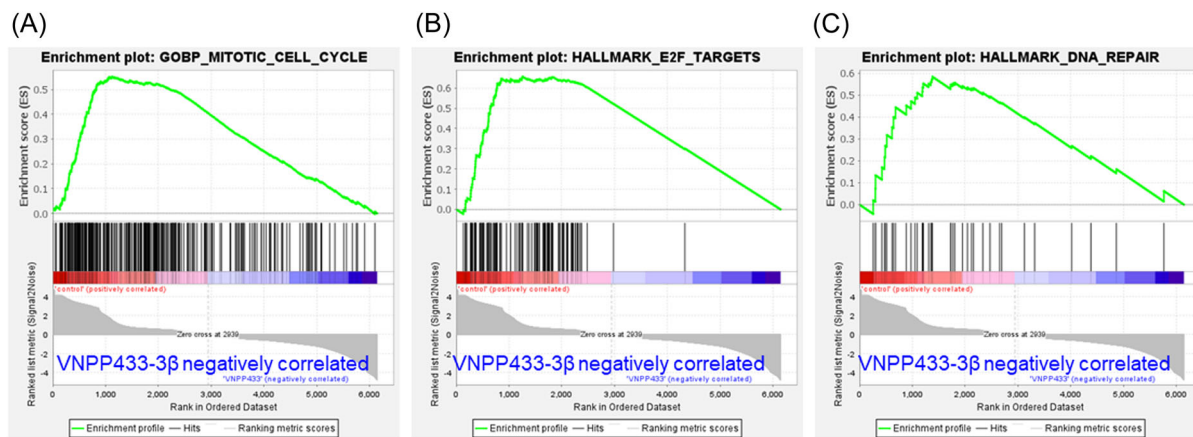 (A)
Enrichment plot: GOBP_MITOTIC_CELL_CYCLE
Enrichment score (ES)
0.5
0.4
0.3
0.2
0.1
0.0
'control' (positively correlated)
Ranked list metric (Signal2Noise)
4
2
0
-2
-4
Zero cross at 2939
VNPP433-3β negatively correlated
'VNPP433' (negatively correlated)
0 1,000 2,000 3,000 4,000 5,000 6,000
Rank in Ordered Dataset
Enrichment profile Hits Ranking metric scores
(B)
Enrichment plot: HALLMARK_E2F_TARGETS
Enrichment score (ES)
0.6
0.5
0.4
0.3
0.2
0.1
0.0
'control' (positively correlated)
Ranked list metric (Signal2Noise)
4
2
0
-2
-4
Zero cross at 2939
VNPP433-3β negatively correlated
'VNPP433' (negatively correlated)
0 1,000 2,000 3,000 4,000 5,000 6,000
Rank in Ordered Dataset
Enrichment profile Hits Ranking metric scores
(C)
Enrichment plot: HALLMARK_DNA_REPAIR
Enrichment score (ES)
0.6
0.5
0.4
0.3
0.2
0.1
0.0
'control' (positively correlated)
Ranked list metric (Signal2Noise)
4
2
0
-2
-4
Zero cross at 2939
VNPP433-3β negatively correlated
'VNPP433' (negatively correlated)
0 1,000 2,000 3,000 4,000 5,000 6,000
Rank in Ordered Dataset
Enrichment profile Hits Ranking metric scores